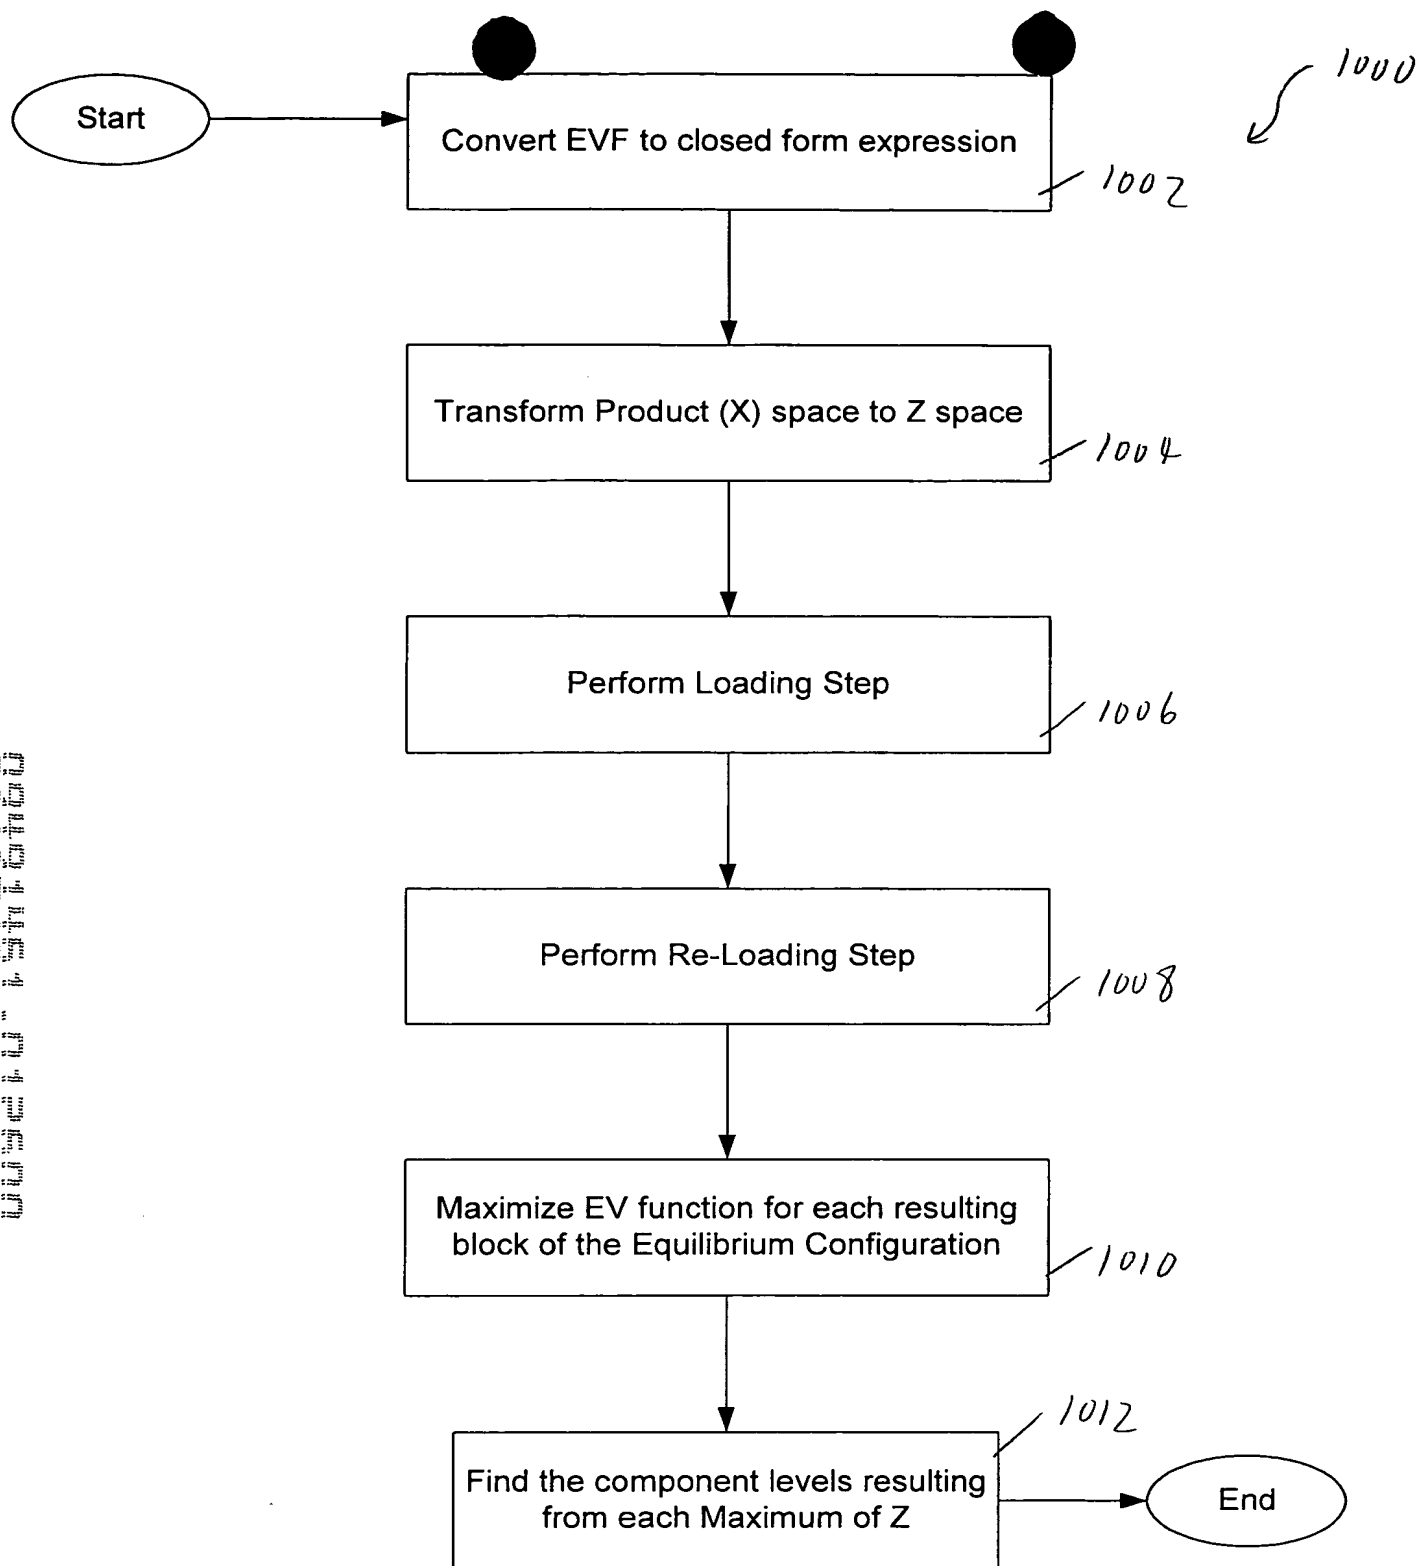 1000
Start
Convert EVF to closed form expression
1002
Transform Product (X) space to Z space
1004
Perform Loading Step
1006
Perform Re-Loading Step
1008
Maximize EV function for each resulting
block of the Equilibrium Configuration
1010
1012
Find the component levels resulting
from each Maximum of Z
End